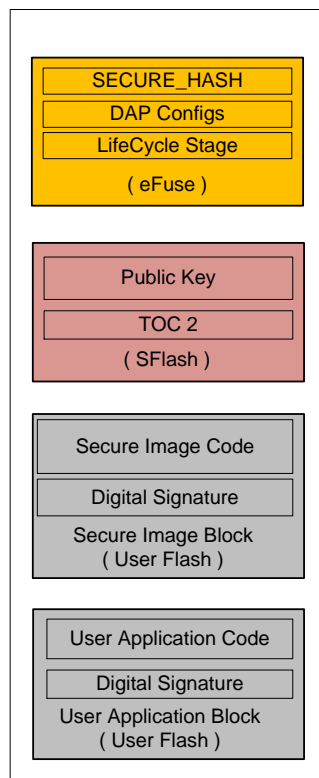 SECURE_HASH
DAP Configs
LifeCycle Stage
( eFuse )
Public Key
TOC 2
( SFlash )
Secure Image Code
Digital Signature
Secure Image Block
( User Flash )
User Application Code
Digital Signature
User Application Block
( User Flash )